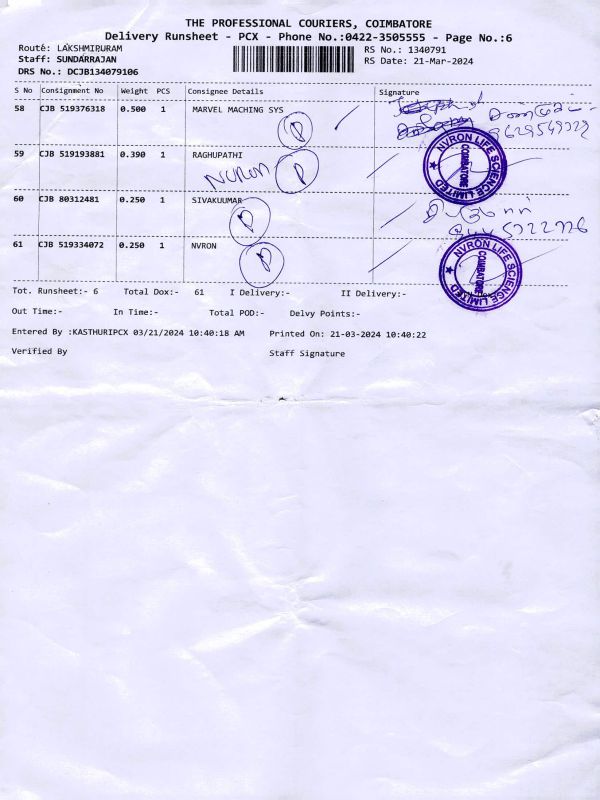 THE PROFESSIONAL COURIERS, COIMBATORE
Delivery Runsheet - PCX - Phone No.:0422-3505555 - Page No.:6
Route: LAKSHMIRURAM
RS No.: 1340791
Staff: SUNDARRAJAN
RS Date: 21-Mar-2024
DRS No.: DCJB134079106
S No Consignment No Weight PCS Consignee Details Signature
58 CJB 519376318 0.500 1 MARVEL MACHING SYS
D
59 CJB 519193881 0.390 1 RAGHUPATHI
NVRON D
NVRON LIFE SCIENCE LIMITED ★ COIMBATORE
60 CJB 80312481 0.250 1 SIVAKUUMAR
D
61 CJB 519334072 0.250 1 NVRON
D
NVRON LIFE SCIENCE LIMITED ★ COIMBATORE
Tot. Runsheet:- 6 Total Dox:- 61 I Delivery:- II Delivery:-
Out Time:- In Time:- Total POD:- Delvy Points:-
Entered By :KASTHURIPCX 03/21/2024 10:40:18 AM Printed On: 21-03-2024 10:40:22
Verified By Staff Signature